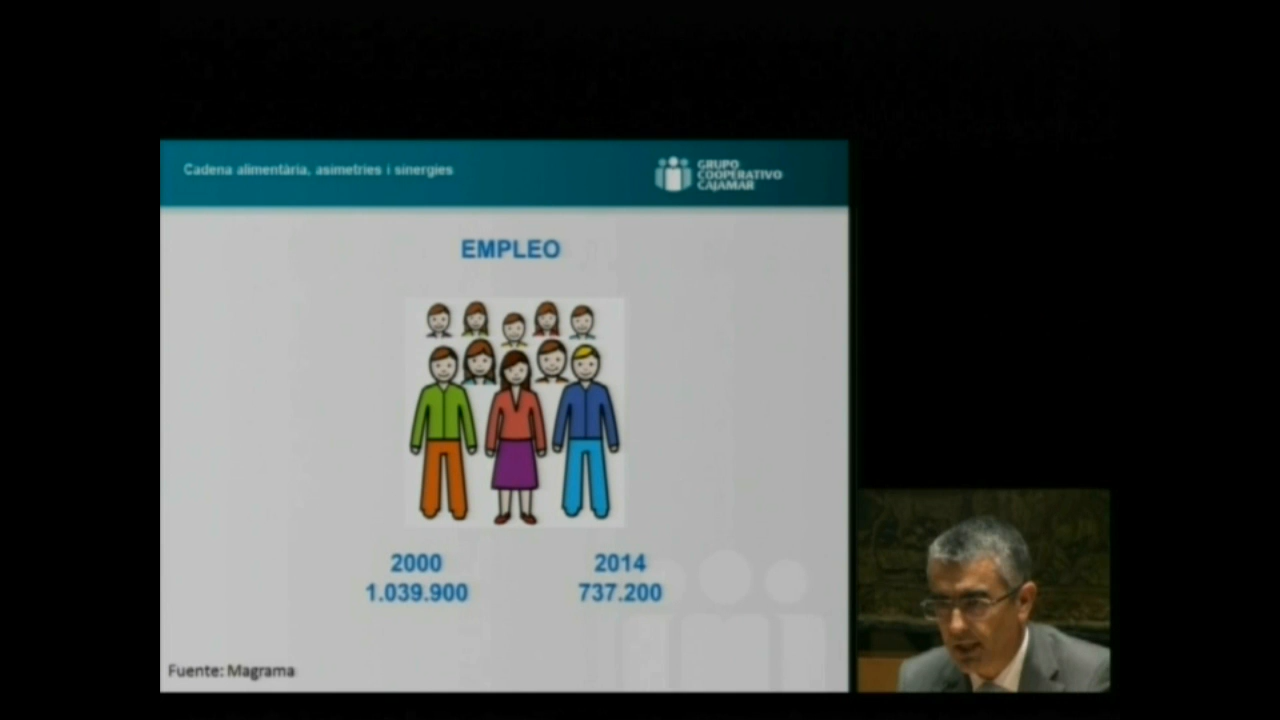 Cadena alimentària, asimetries i sinergies
GRUPO
COOPERATIVO
CAJAMAR
EMPLEO
2000
1.039.900
2014
737.200
Fuente: Magrama